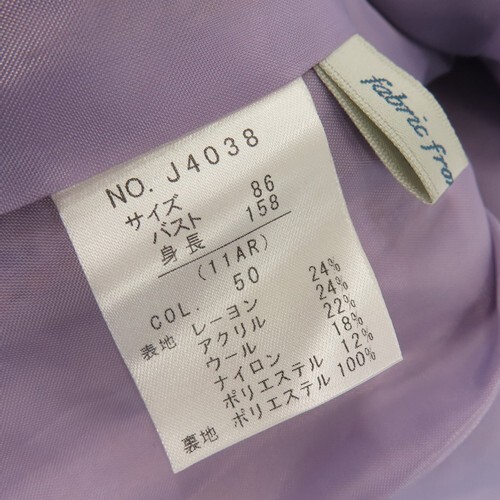 NO. J4038
サイズ
バスト 86
身長 158
(11AR)
COL. 50
表地 レーヨン 24%
アクリル 24%
ウール 22%
ナイロン 18%
ポリエステル 12%
裏地 ポリエステル 100%
fabric from